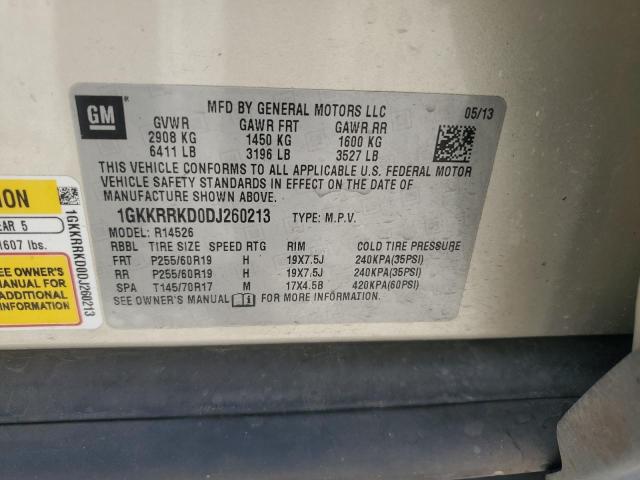 GM
MFD BY GENERAL MOTORS LLC
05/13
GVWR GAWR FRT GAWR RR
2908 KG 1450 KG 1600 KG
6411 LB 3196 LB 3527 LB
THIS VEHICLE CONFORMS TO ALL APPLICABLE U.S. FEDERAL MOTOR
VEHICLE SAFETY STANDARDS IN EFFECT ON THE DATE OF
MANUFACTURE SHOWN ABOVE.
1GKKRRKD0DJ260213 TYPE: M.P.V.
MODEL: R14526
RBBL TIRE SIZE SPEED RTG RIM COLD TIRE PRESSURE
FRT P255/60R19 H 19X7.5J 240KPA(35PSI)
RR P255/60R19 H 19X7.5J 240KPA(35PSI)
SPA T145/70R17 M 17X4.5B 420KPA(60PSI)
SEE OWNER'S MANUAL FOR MORE INFORMATION
ION
EAR 5
1607 lbs.
SEE OWNER'S
MANUAL FOR
ADDITIONAL
1GKKRRKD0DJ260213